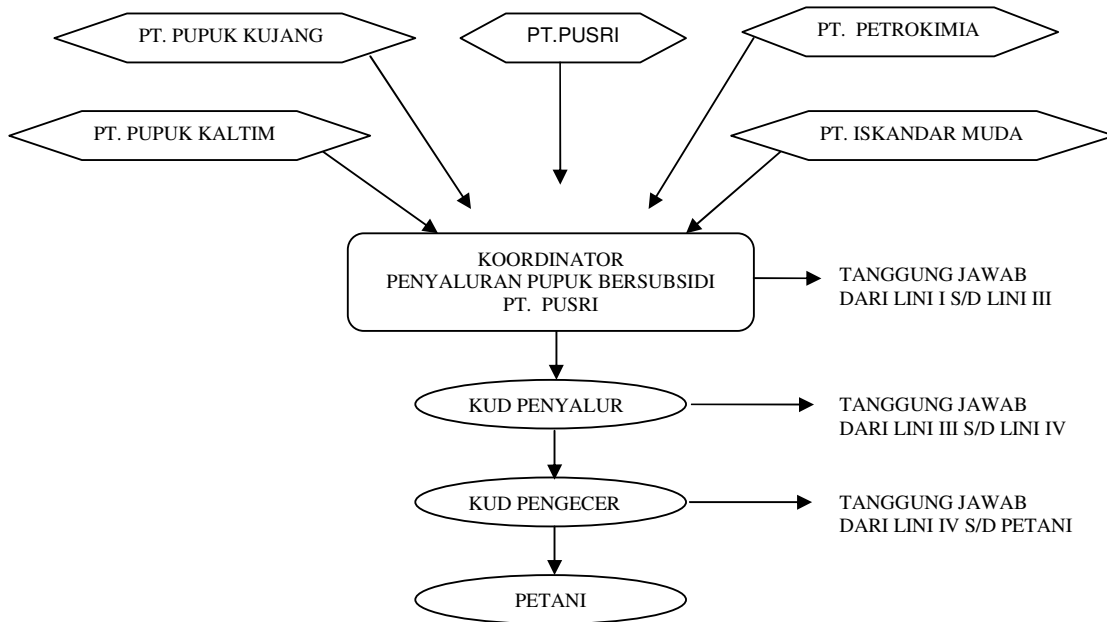 PT. PUPUK KUJANG
PT.PUSRI
PT. PETROKIMIA
PT. PUPUK KALTIM
PT. ISKANDAR MUDA
KOORDINATOR
PENYALURAN PUPUK BERSUBSIDI
PT. PUSRI
TANGGUNG JAWAB
DARI LINI I S/D LINI III
KUD PENYALUR
TANGGUNG JAWAB
DARI LINI III S/D LINI IV
KUD PENGECER
TANGGUNG JAWAB
DARI LINI IV S/D PETANI
PETANI